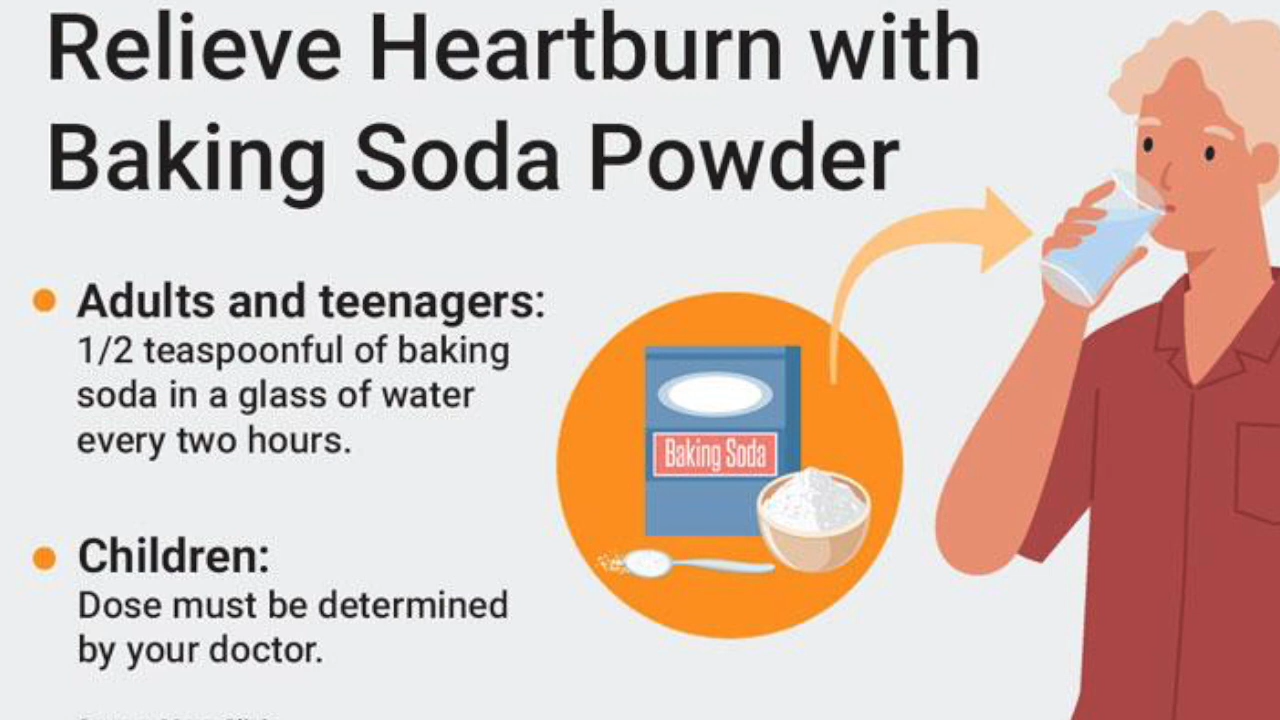 Relieve Heartburn with
Baking Soda Powder
Adults and teenagers:
1/2 teaspoonful of baking
soda in a glass of water
every two hours.
Baking Soda
Children:
Dose must be determined
by your doctor.